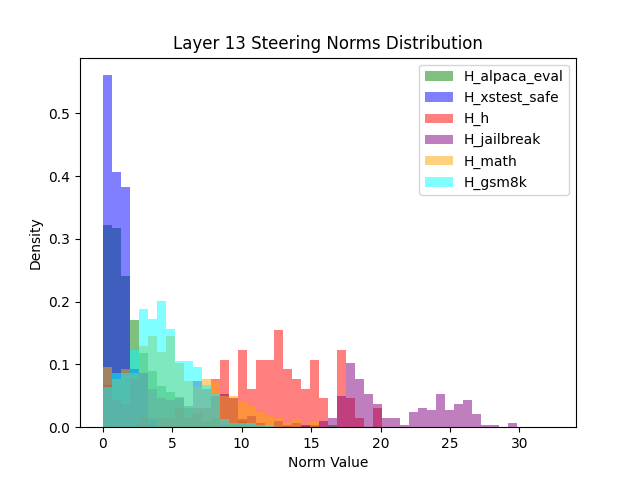 Layer 13 Steering Norms Distribution
H_alpaca_eval
H_xstest_safe
H_h
H_jailbreak
H_math
H_gsm8k
Density
0.5
0.4
0.3
0.2
0.1
0.0
0 5 10 15 20 25 30
Norm Value